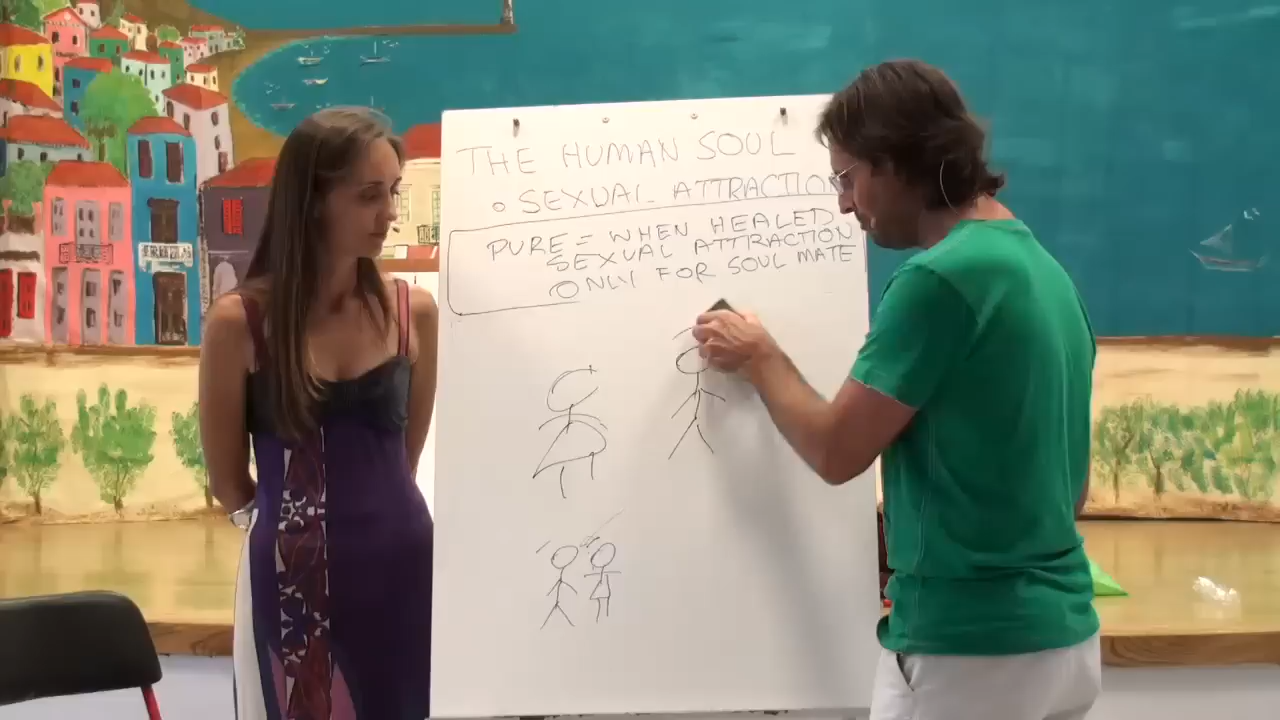 THE HUMAN SOUL
SEXUAL ATTRACTION
PURE = WHEN HEALED
SEXUAL ATTRACTION
ONLY FOR SOUL MATE